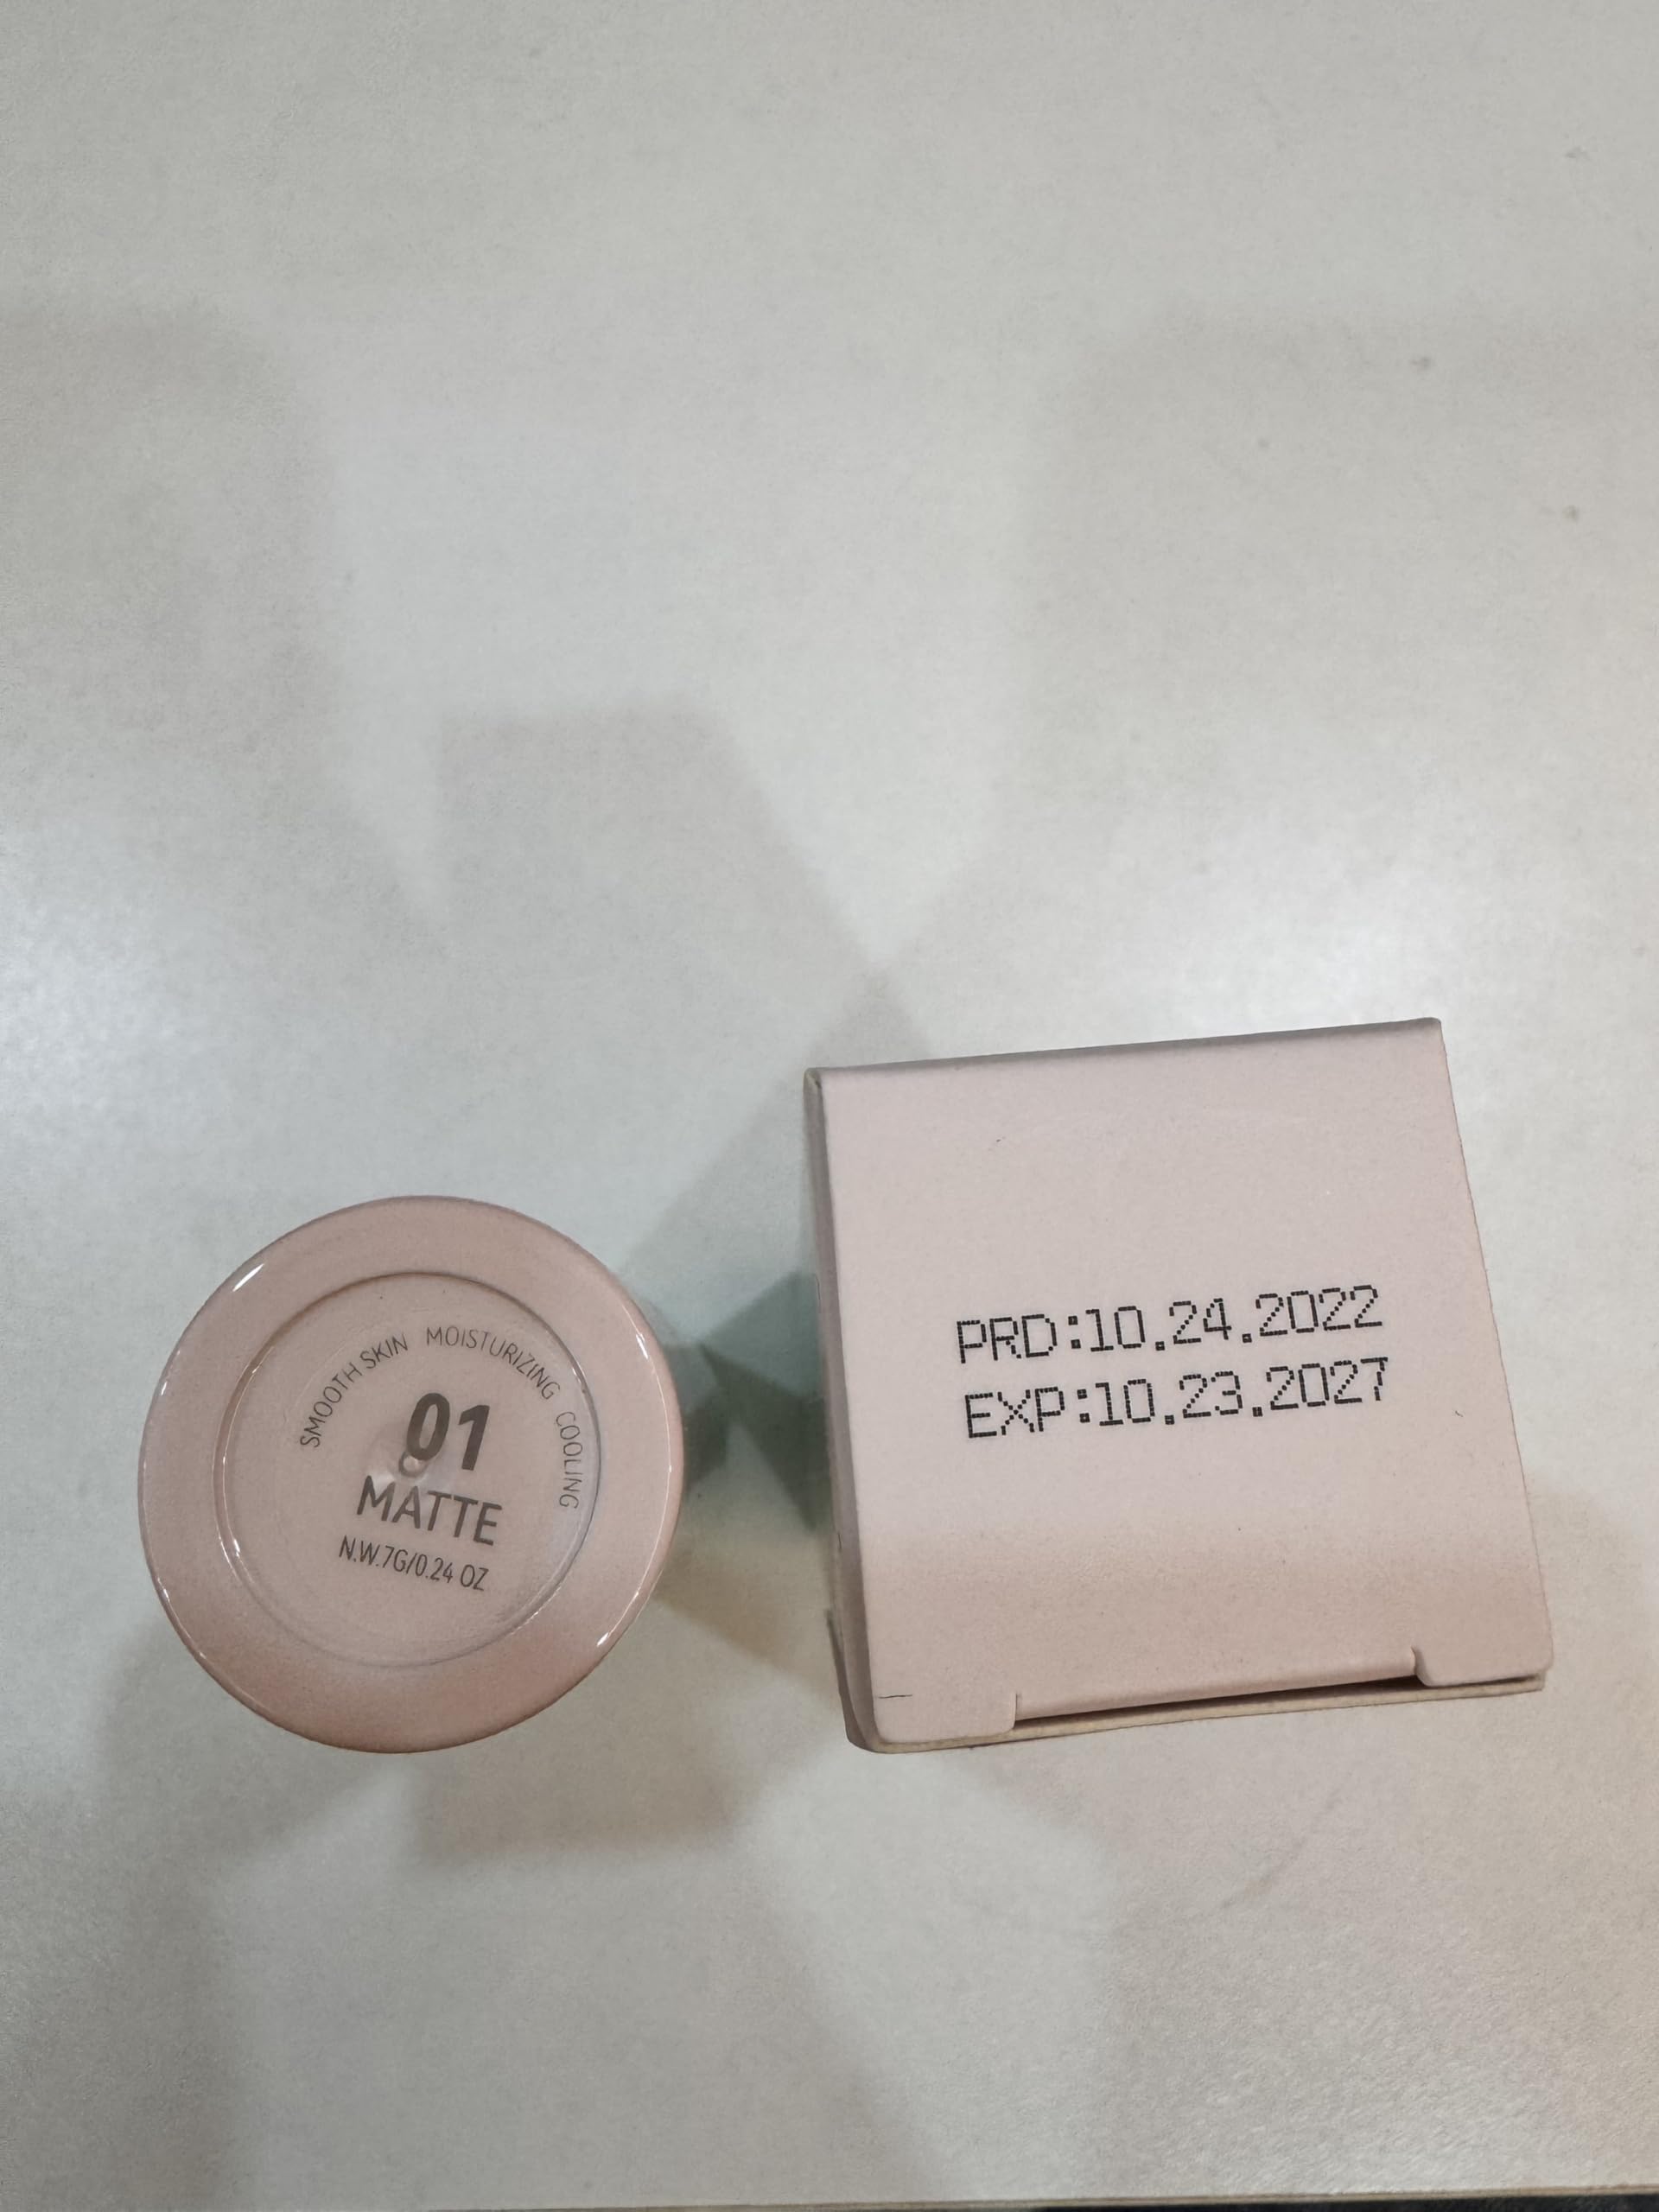 SMOOTH SKIN MOISTURIZING COOLING
01
MATTE
N.W.7G/0.24 OZ
PRD:10.24.2022
EXP:10.23.2027